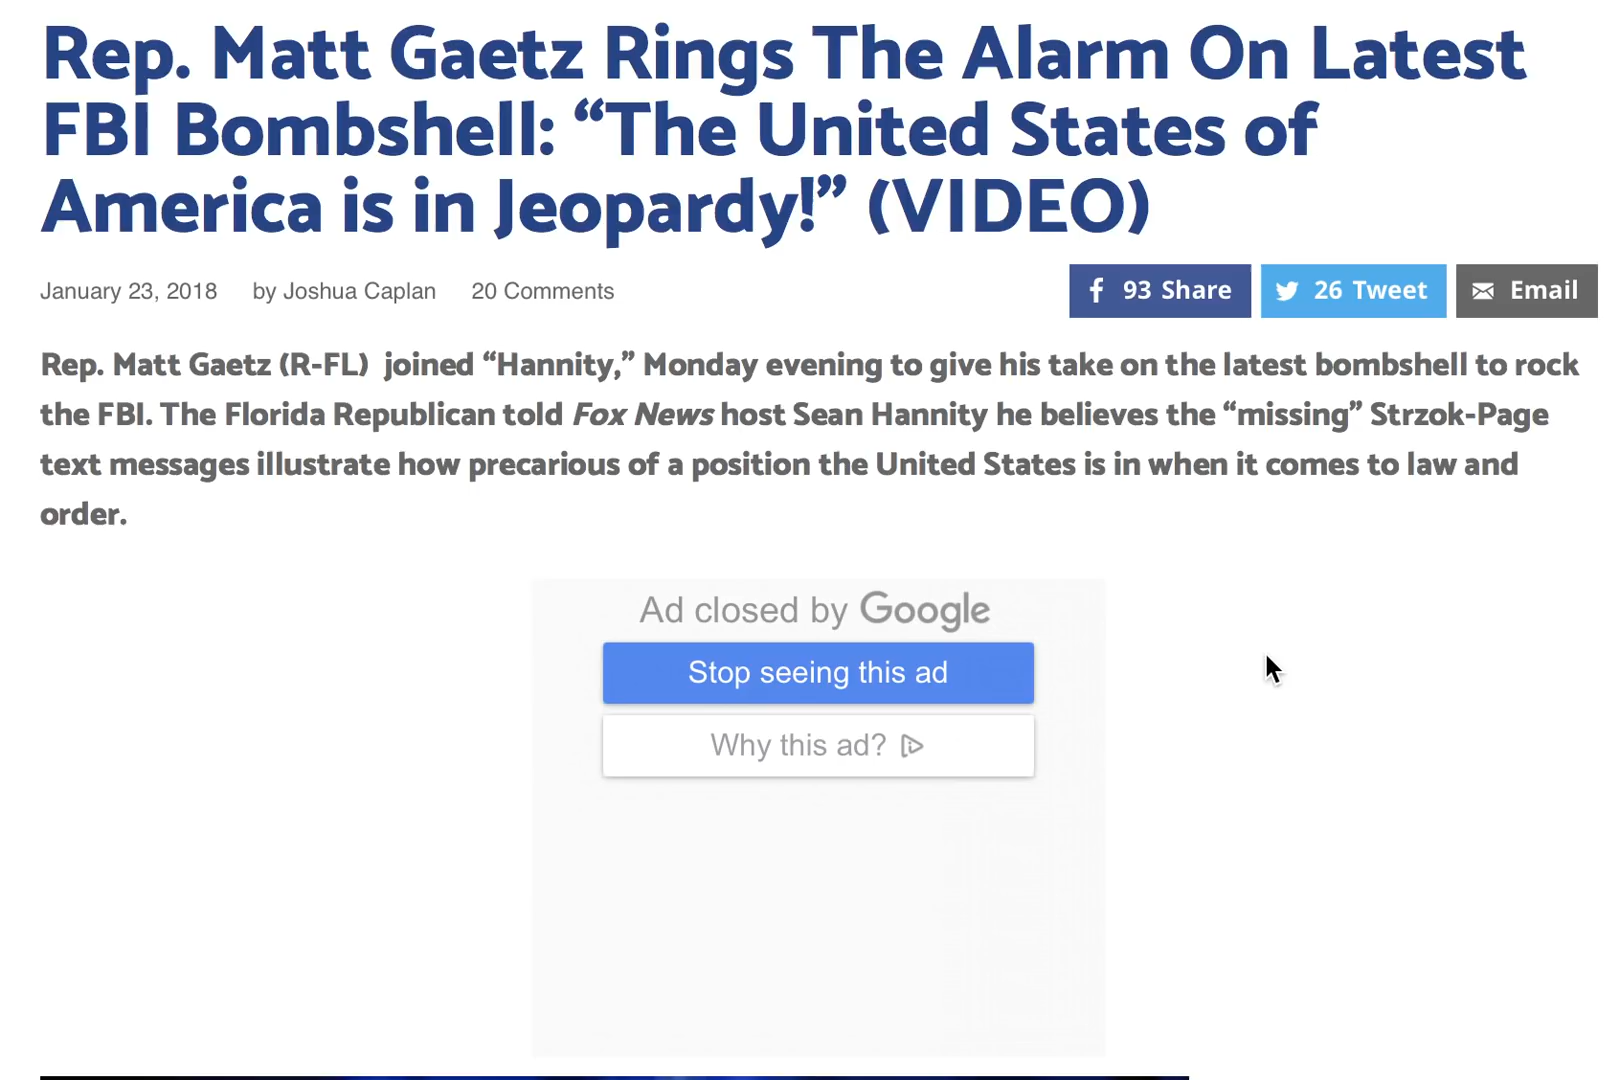 Rep. Matt Gaetz Rings The Alarm On Latest
FBI Bombshell: “The United States of
America is in Jeopardy!” (VIDEO)
January 23, 2018 by Joshua Caplan 20 Comments
93 Share 26 Tweet Email
Rep. Matt Gaetz (R-FL) joined “Hannity,” Monday evening to give his take on the latest bombshell to rock
the FBI. The Florida Republican told Fox News host Sean Hannity he believes the “missing” Strzok-Page
text messages illustrate how precarious of a position the United States is in when it comes to law and
order.
Ad closed by Google
Stop seeing this ad
Why this ad?